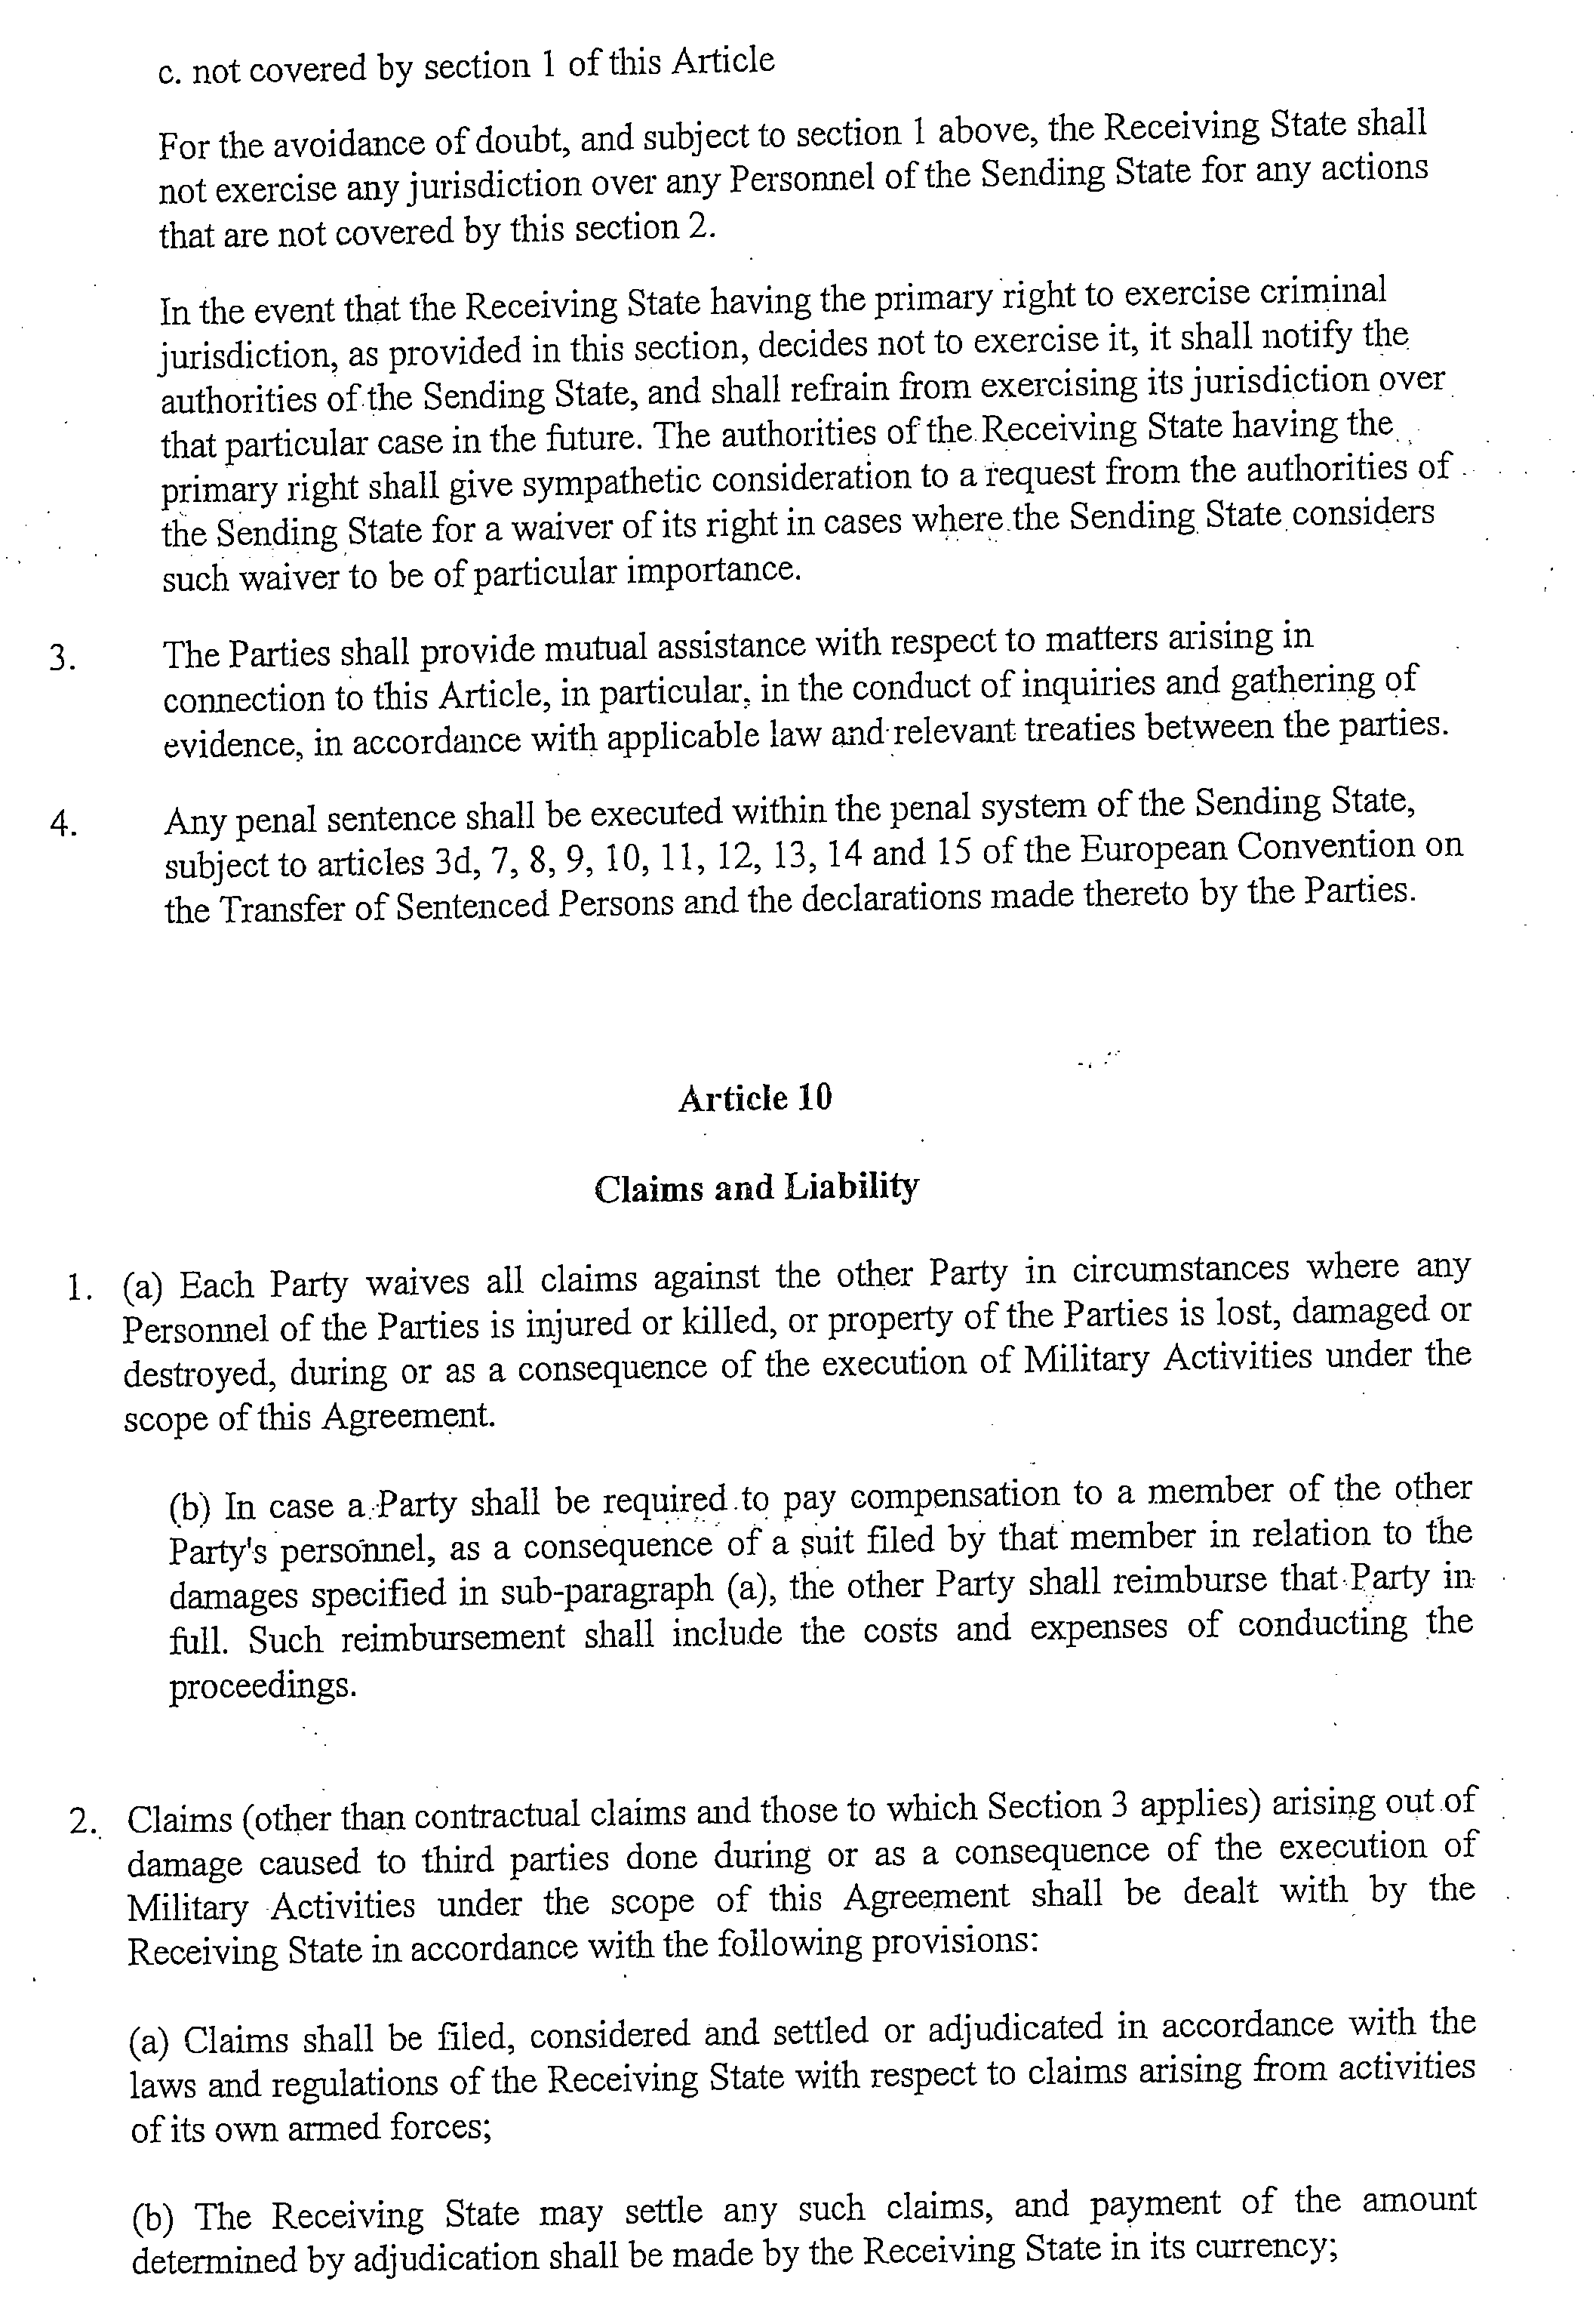 c. not covered by section 1 of this Article
For the avoidance of doubt, and subject to section 1 above, the Receiving State shall
not exercise any jurisdiction over any Personnel of the Sending State for any actions
that are not covered by this section 2.
In the event that the Receiving State having the primary right to exercise criminal
jurisdiction, as provided in this section, decides not to exercise it, it shall notify the
authorities of the Sending State, and shall refrain from exercising its jurisdiction over
that particular case in the future. The authorities of the Receiving State having the
primary right shall give sympathetic consideration to a request from the authorities of
the Sending State for a waiver of its right in cases where the Sending State considers
such waiver to be of particular importance.
3. The Parties shall provide mutual assistance with respect to matters arising in
connection to this Article, in particular, in the conduct of inquiries and gathering of
evidence, in accordance with applicable law and relevant treaties between the parties.
4. Any penal sentence shall be executed within the penal system of the Sending State,
subject to articles 3d, 7, 8, 9, 10, 11, 12, 13, 14 and 15 of the European Convention on
the Transfer of Sentenced Persons and the declarations made thereto by the Parties.
Article 10
Claims and Liability
1. (a) Each Party waives all claims against the other Party in circumstances where any
Personnel of the Parties is injured or killed, or property of the Parties is lost, damaged or
destroyed, during or as a consequence of the execution of Military Activities under the
scope of this Agreement.
(b) In case a Party shall be required to pay compensation to a member of the other
Party's personnel, as a consequence of a suit filed by that member in relation to the
damages specified in sub-paragraph (a), the other Party shall reimburse that Party in
full. Such reimbursement shall include the costs and expenses of conducting the
proceedings.
2. Claims (other than contractual claims and those to which Section 3 applies) arising out of
damage caused to third parties done during or as a consequence of the execution of
Military Activities under the scope of this Agreement shall be dealt with by the
Receiving State in accordance with the following provisions:
(a) Claims shall be filed, considered and settled or adjudicated in accordance with the
laws and regulations of the Receiving State with respect to claims arising from activities
of its own armed forces;
(b) The Receiving State may settle any such claims, and payment of the amount
determined by adjudication shall be made by the Receiving State in its currency;